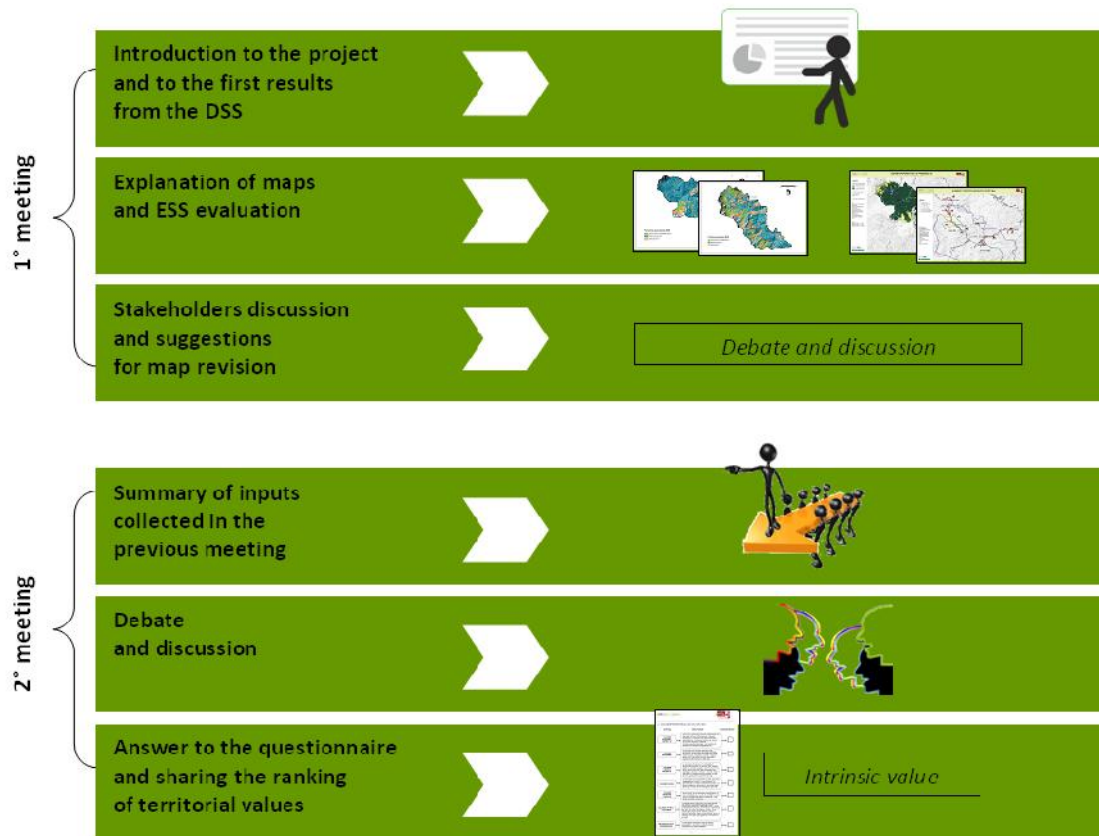 1° meeting
Introduction to the project
and to the first results
from the DSS
Explanation of maps
and ESS evaluation
Stakeholders discussion
and suggestions
for map revision
Debate and discussion
2° meeting
Summary of inputs
collected in the
previous meeting
Debate
and discussion
Answer to the questionnaire
and sharing the ranking
of territorial values
Intrinsic value